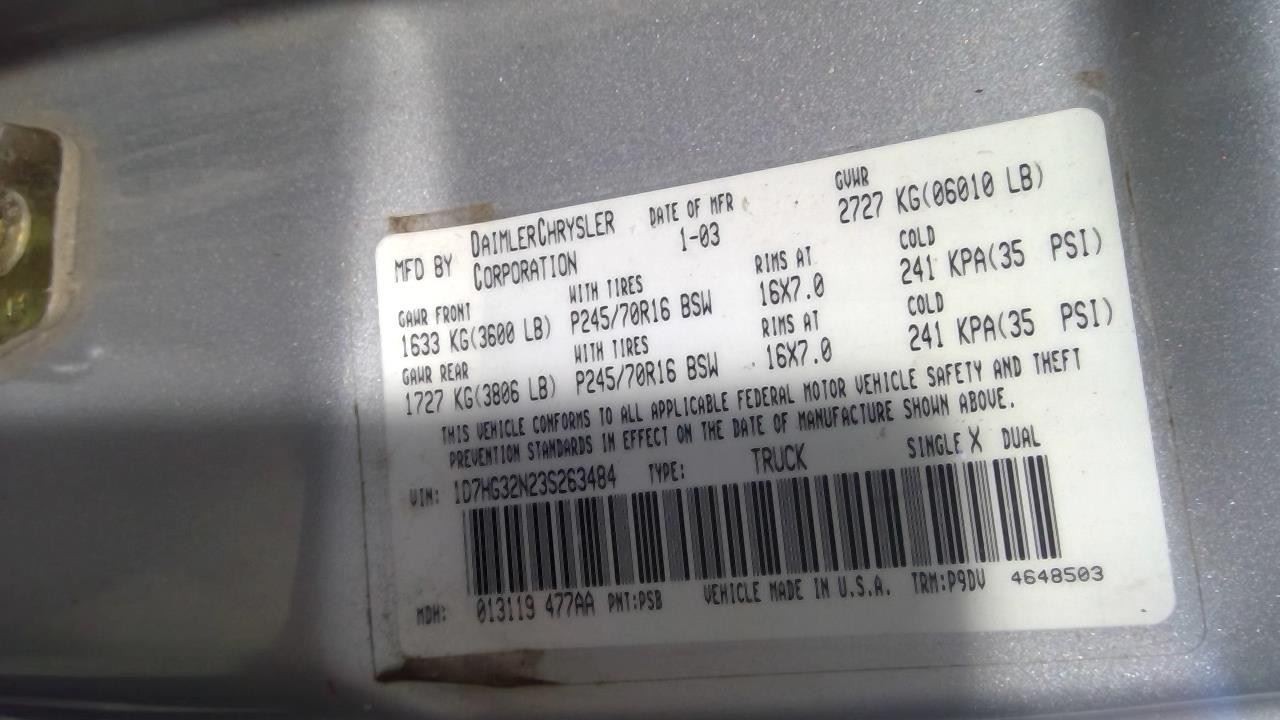 MFD BY DAIMLERCHRYSLER CORPORATION DATE OF MFR 1-03 GVWR 2727 KG(06010 LB)
GAWR FRONT WITH TIRES RIMS AT COLD
1633 KG(3600 LB) P245/70R16 BSW 16X7.0 241 KPA(35 PSI)
GAWR REAR WITH TIRES RIMS AT COLD
1727 KG(3806 LB) P245/70R16 BSW 16X7.0 241 KPA(35 PSI)
THIS VEHICLE CONFORMS TO ALL APPLICABLE FEDERAL MOTOR VEHICLE SAFETY AND THEFT
PREVENTION STANDARDS IN EFFECT ON THE DATE OF MANUFACTURE SHOWN ABOVE.
VIN: 1D7HG32N23S263484 TYPE: TRUCK SINGLE X DUAL
MDH: 013119 477AA PNT:PSB VEHICLE MADE IN U.S.A. TRM:P9DV 4648503